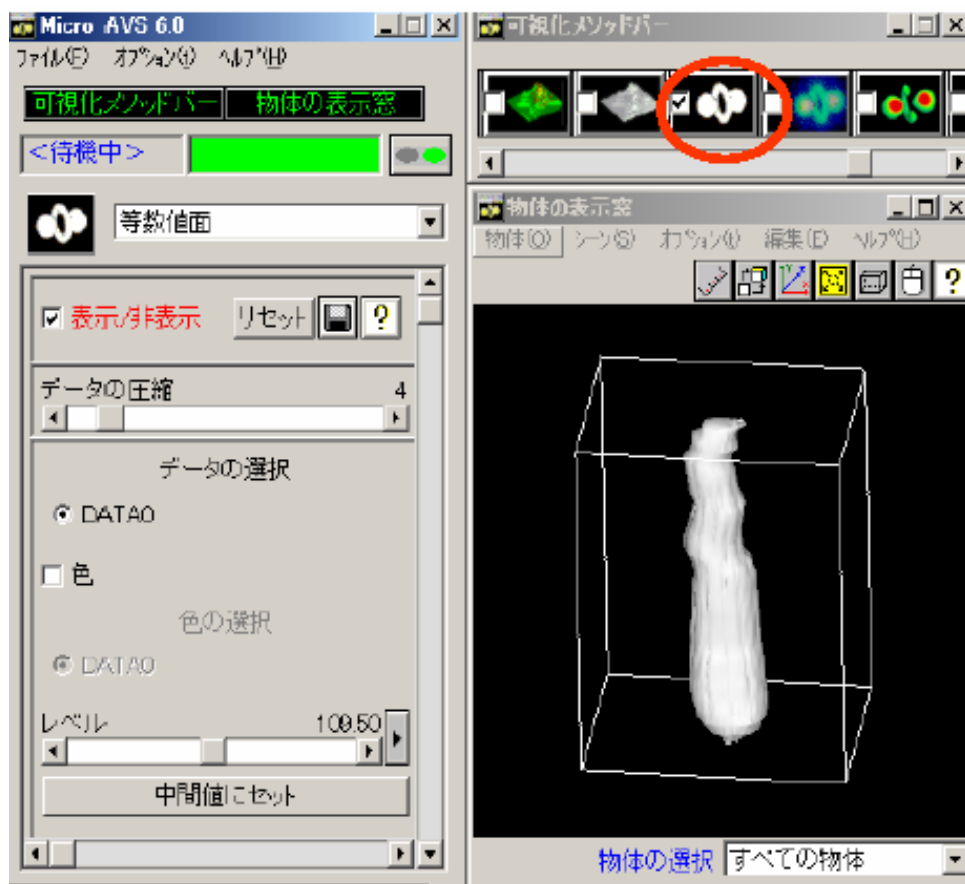 Micro AVS 6.0
ファイル(F) オプション(t) ヘルプ(H)
可視化メソッドバー 物体の表示窓
<待機中>
等数値面
表示/非表示 リセット ?
データの圧縮 4
データの選択
DATA0
色
色の選択
DATA0
レベル 109.50
中間値にセット
可視化メソッドバー
物体の表示窓
物体(O) シーン(S) オプション(t) 編集(E) ヘルプ(H)
?
物体の選択 すべての物体